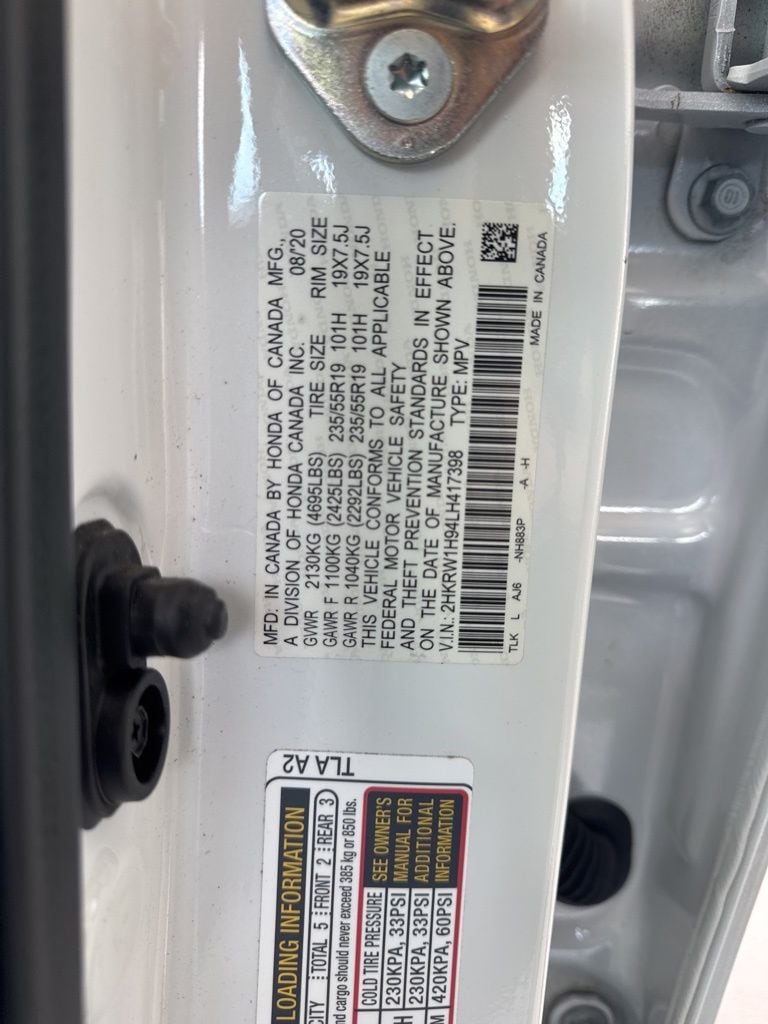 MFD. IN CANADA BY HONDA OF CANADA MFG.,
A DIVISION OF HONDA CANADA INC. 08/'20
GVWR 2130KG (4695LBS) TIRE SIZE RIM SIZE
GAWR F 1100KG (2425LBS) 235/55R19 101H 19X7.5J
GAWR R 1040KG (2292LBS) 235/55R19 101H 19X7.5J
THIS VEHICLE CONFORMS TO ALL APPLICABLE
FEDERAL MOTOR VEHICLE SAFETY
AND THEFT PREVENTION STANDARDS IN EFFECT
ON THE DATE OF MANUFACTURE SHOWN ABOVE.
V.I.N.: 2HKRW1H94LH417398 TYPE: MPV
TLK L AJ6 -NH883P -A -H
MADE IN CANADA
TLA A2
LOADING INFORMATION
TOTAL 5 FRONT 2 REAR 3
cargo should never exceed 385 kg or 850 lbs.
COLD TIRE PRESSURE SEE OWNER'S
230KPA, 33PSI MANUAL FOR
230KPA, 33PSI ADDITIONAL
420KPA, 60PSI INFORMATION